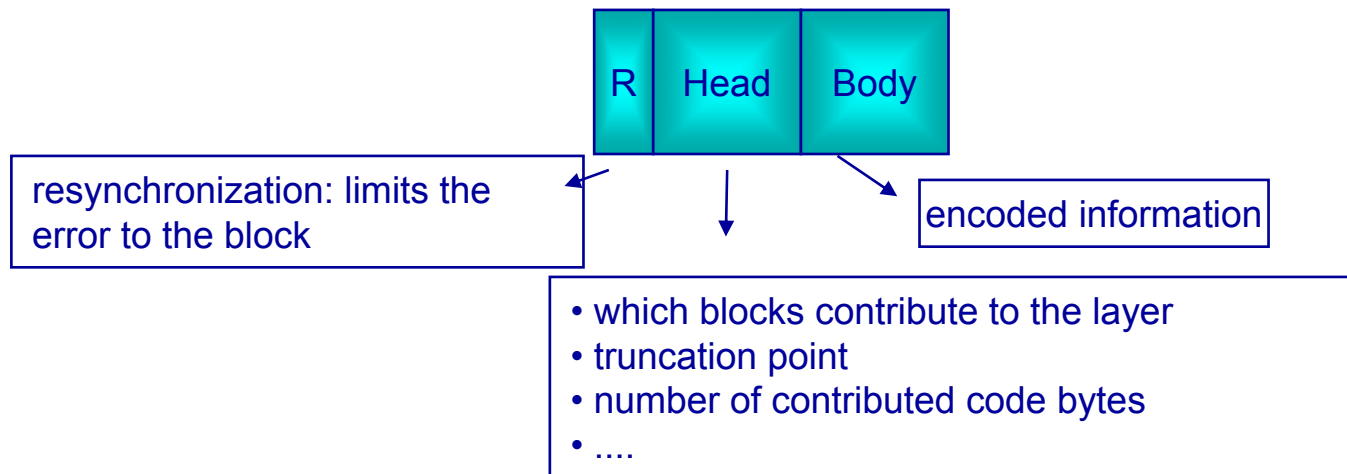 R Head Body
resynchronization: limits the
error to the block
encoded information
• which blocks contribute to the layer
• truncation point
• number of contributed code bytes
• ....